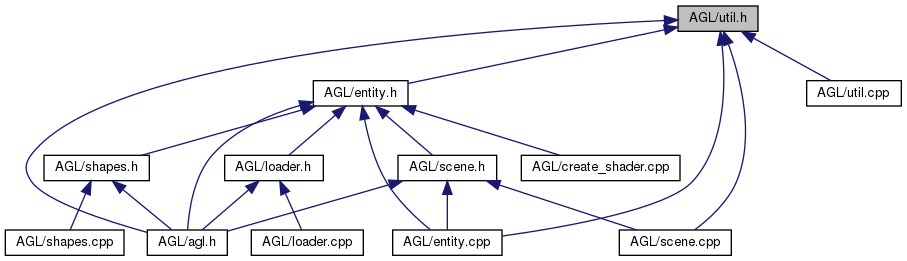 AGL/util.h
AGL/entity.h
AGL/util.cpp
AGL/shapes.h
AGL/loader.h
AGL/scene.h
AGL/create_shader.cpp
AGL/shapes.cpp
AGL/agl.h
AGL/loader.cpp
AGL/entity.cpp
AGL/scene.cpp